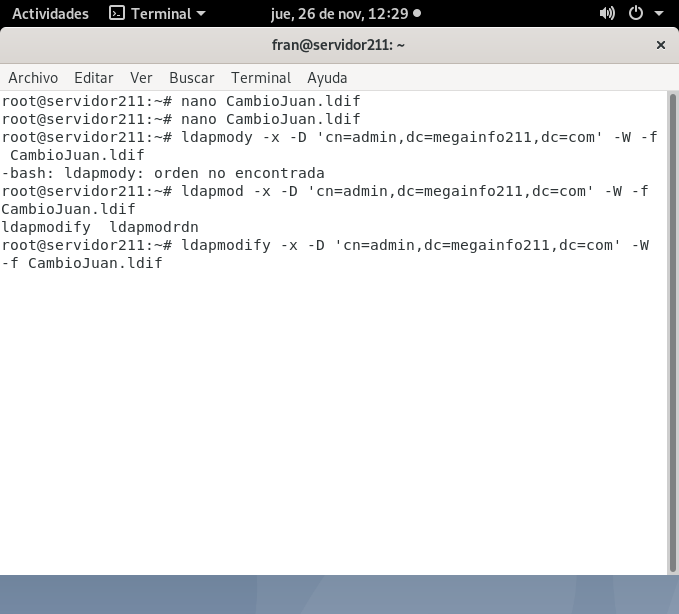 Actividades Terminal jue, 26 de nov, 12:29
fran@servidor211: ~ ×
Archivo Editar Ver Buscar Terminal Ayuda
root@servidor211:~# nano CambioJuan.ldif
root@servidor211:~# nano CambioJuan.ldif
root@servidor211:~# ldapmody -x -D 'cn=admin,dc=megainfo211,dc=com' -W -f
 CambioJuan.ldif
-bash: ldapmody: orden no encontrada
root@servidor211:~# ldapmod -x -D 'cn=admin,dc=megainfo211,dc=com' -W -f
CambioJuan.ldif
ldapmodify  ldapmodrdn
root@servidor211:~# ldapmodify -x -D 'cn=admin,dc=megainfo211,dc=com' -W
-f CambioJuan.ldif